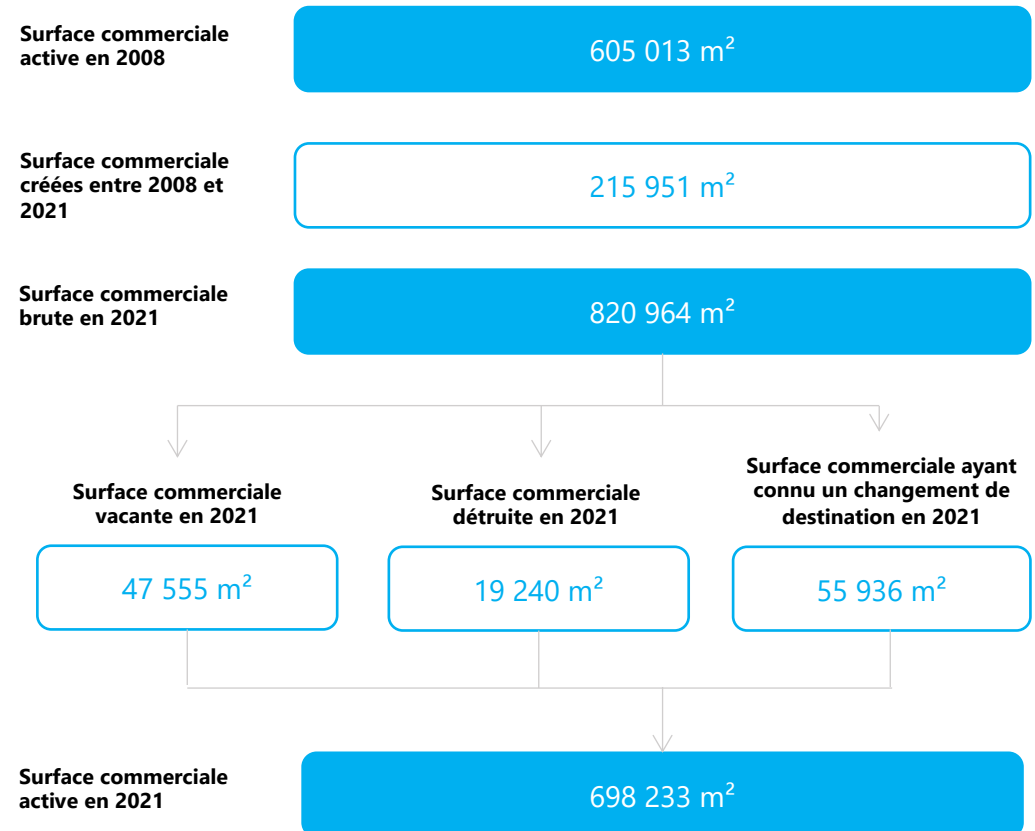 Surface commerciale
active en 2008
605 013 m²
Surface commerciale
créées entre 2008 et
2021
215 951 m²
Surface commerciale
brute en 2021
820 964 m²
Surface commerciale
vacante en 2021
Surface commerciale
détruite en 2021
Surface commerciale ayant
connu un changement de
destination en 2021
47 555 m²
19 240 m²
55 936 m²
Surface commerciale
active en 2021
698 233 m²